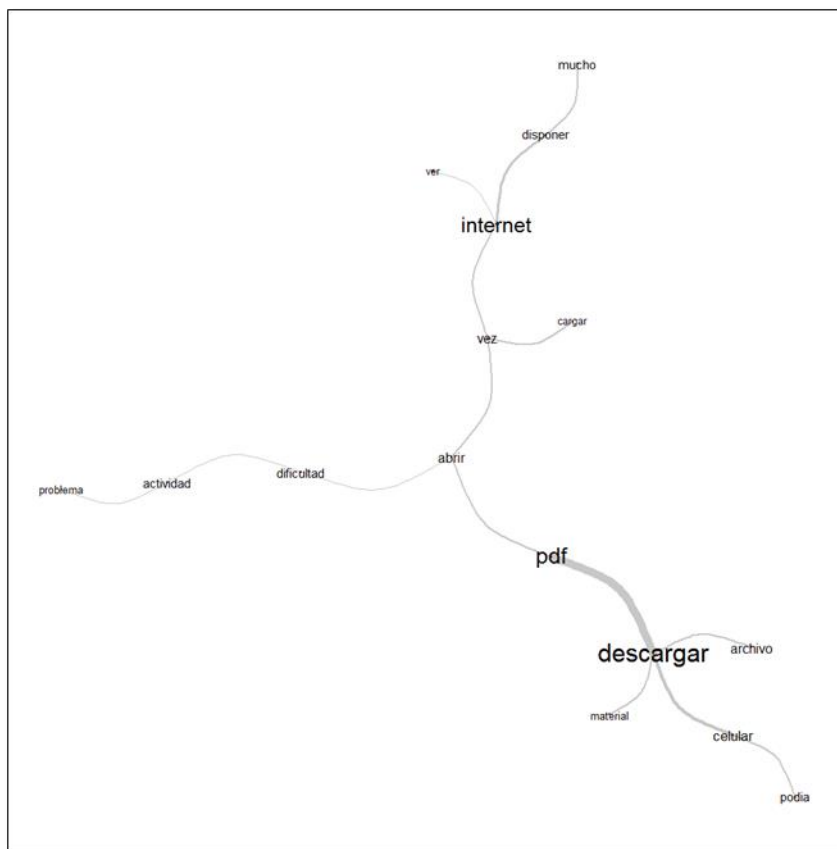 mucho
disponer
ver
internet
cargar
vez
abrir
dificultad
actividad
problema
pdf
descargar
archivo
material
celular
podia